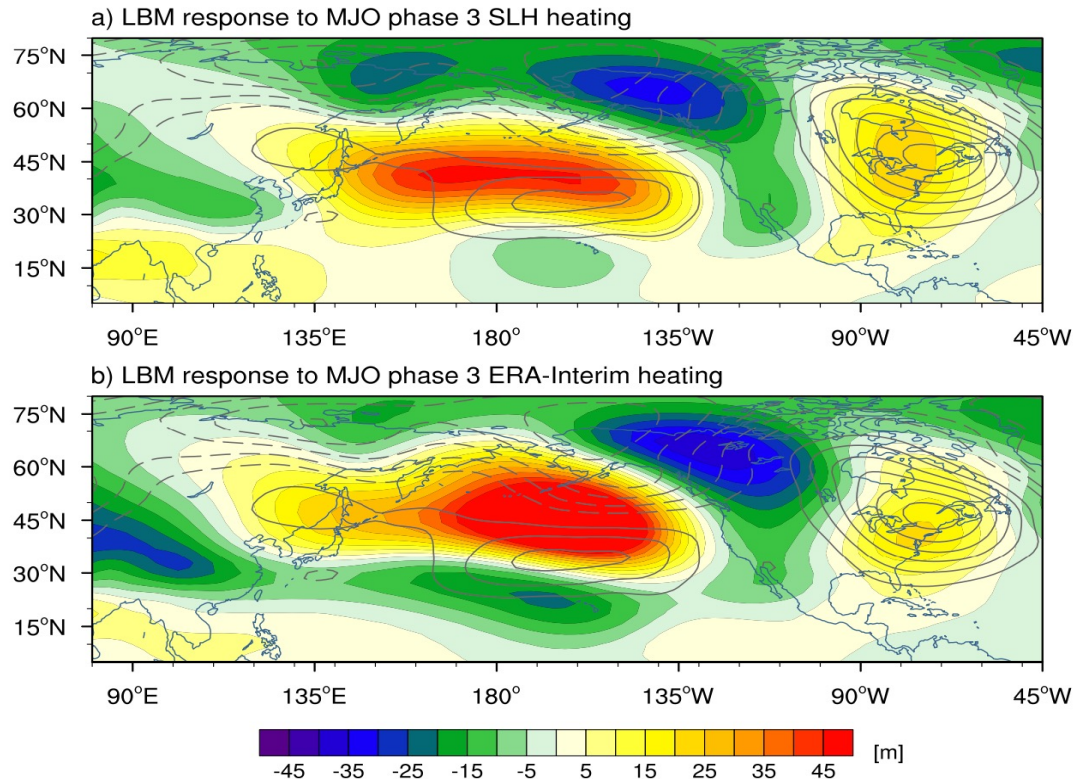 a) LBM response to MJO phase 3 SLH heating
75°N
60°N
45°N
30°N
15°N
90°E 135°E 180° 135°W 90°W 45°W
b) LBM response to MJO phase 3 ERA-Interim heating
75°N
60°N
45°N
30°N
15°N
90°E 135°E 180° 135°W 90°W 45°W
[m]
-45 -35 -25 -15 -5 5 15 25 35 45